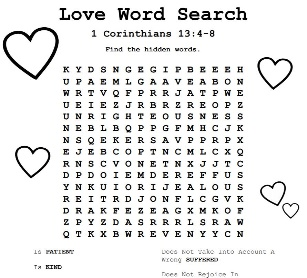 Love Word Search
1 Corinthians 13:4-8
Find the hidden words.
K Y D S N G E G I P B E E E H
U P A E M L G A A V E A B O N
W R T V Q F P R R J A T P W E
U E I E Z J R B R Z R E O P Z
U N R I G H T E O U S N E S S
N E B L B Q P P G F M H C J K
N S Q E K E R S A V P P R P X
E J E B C O P T N C M L C X Q
R N S C V O N E T N X J J T C
D P D O I E M D E R E E F F U S
Y N K U I O R I J E A L O U S
R E I T R D J O N F L C G V K
D R A K F E Z E A G X M K O F
Z P Y Z D A S R R R L S R A W
Q T K X B W R E V E N Y Y C N
Is PATIENT
Is KIND
Does Not Take Into Account A
Wrong SUFFERED
Does Not Rejoice In